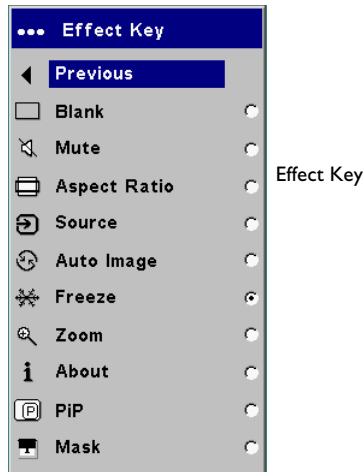 Effect Key
Previous
Blank
Mute
Aspect Ratio
Source
Auto Image
Freeze
Zoom
i About
P PiP
Mask
Effect Key